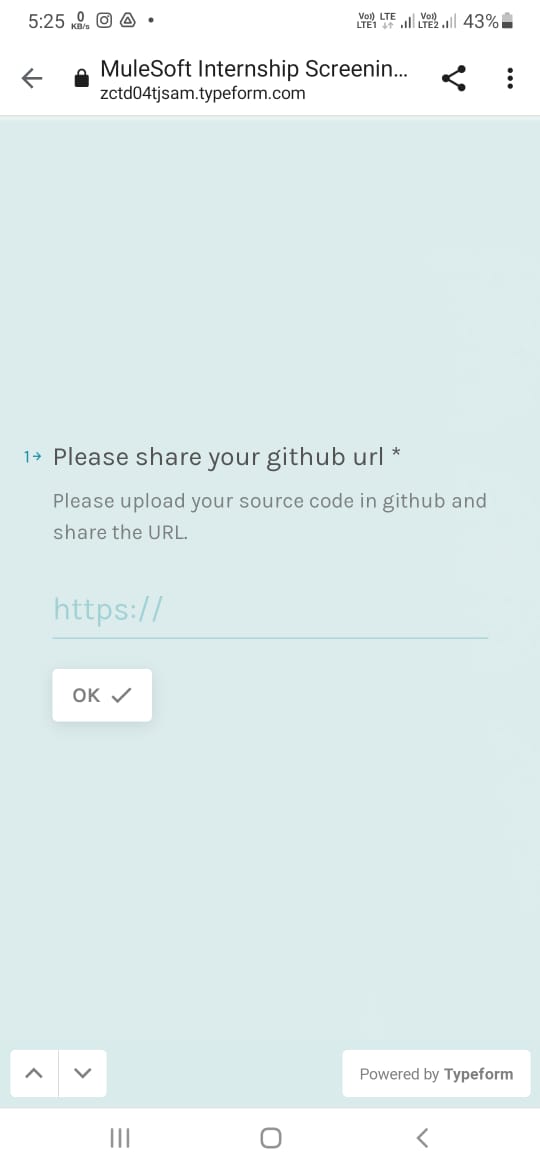 5:25 0 KB/s Vo)) LTE1 LTE Vo)) LTE2 43%
MuleSoft Internship Screenin...
zctd04tjsam.typeform.com
1 Please share your github url *
Please upload your source code in github and
share the URL.
https://
OK
Powered by Typeform